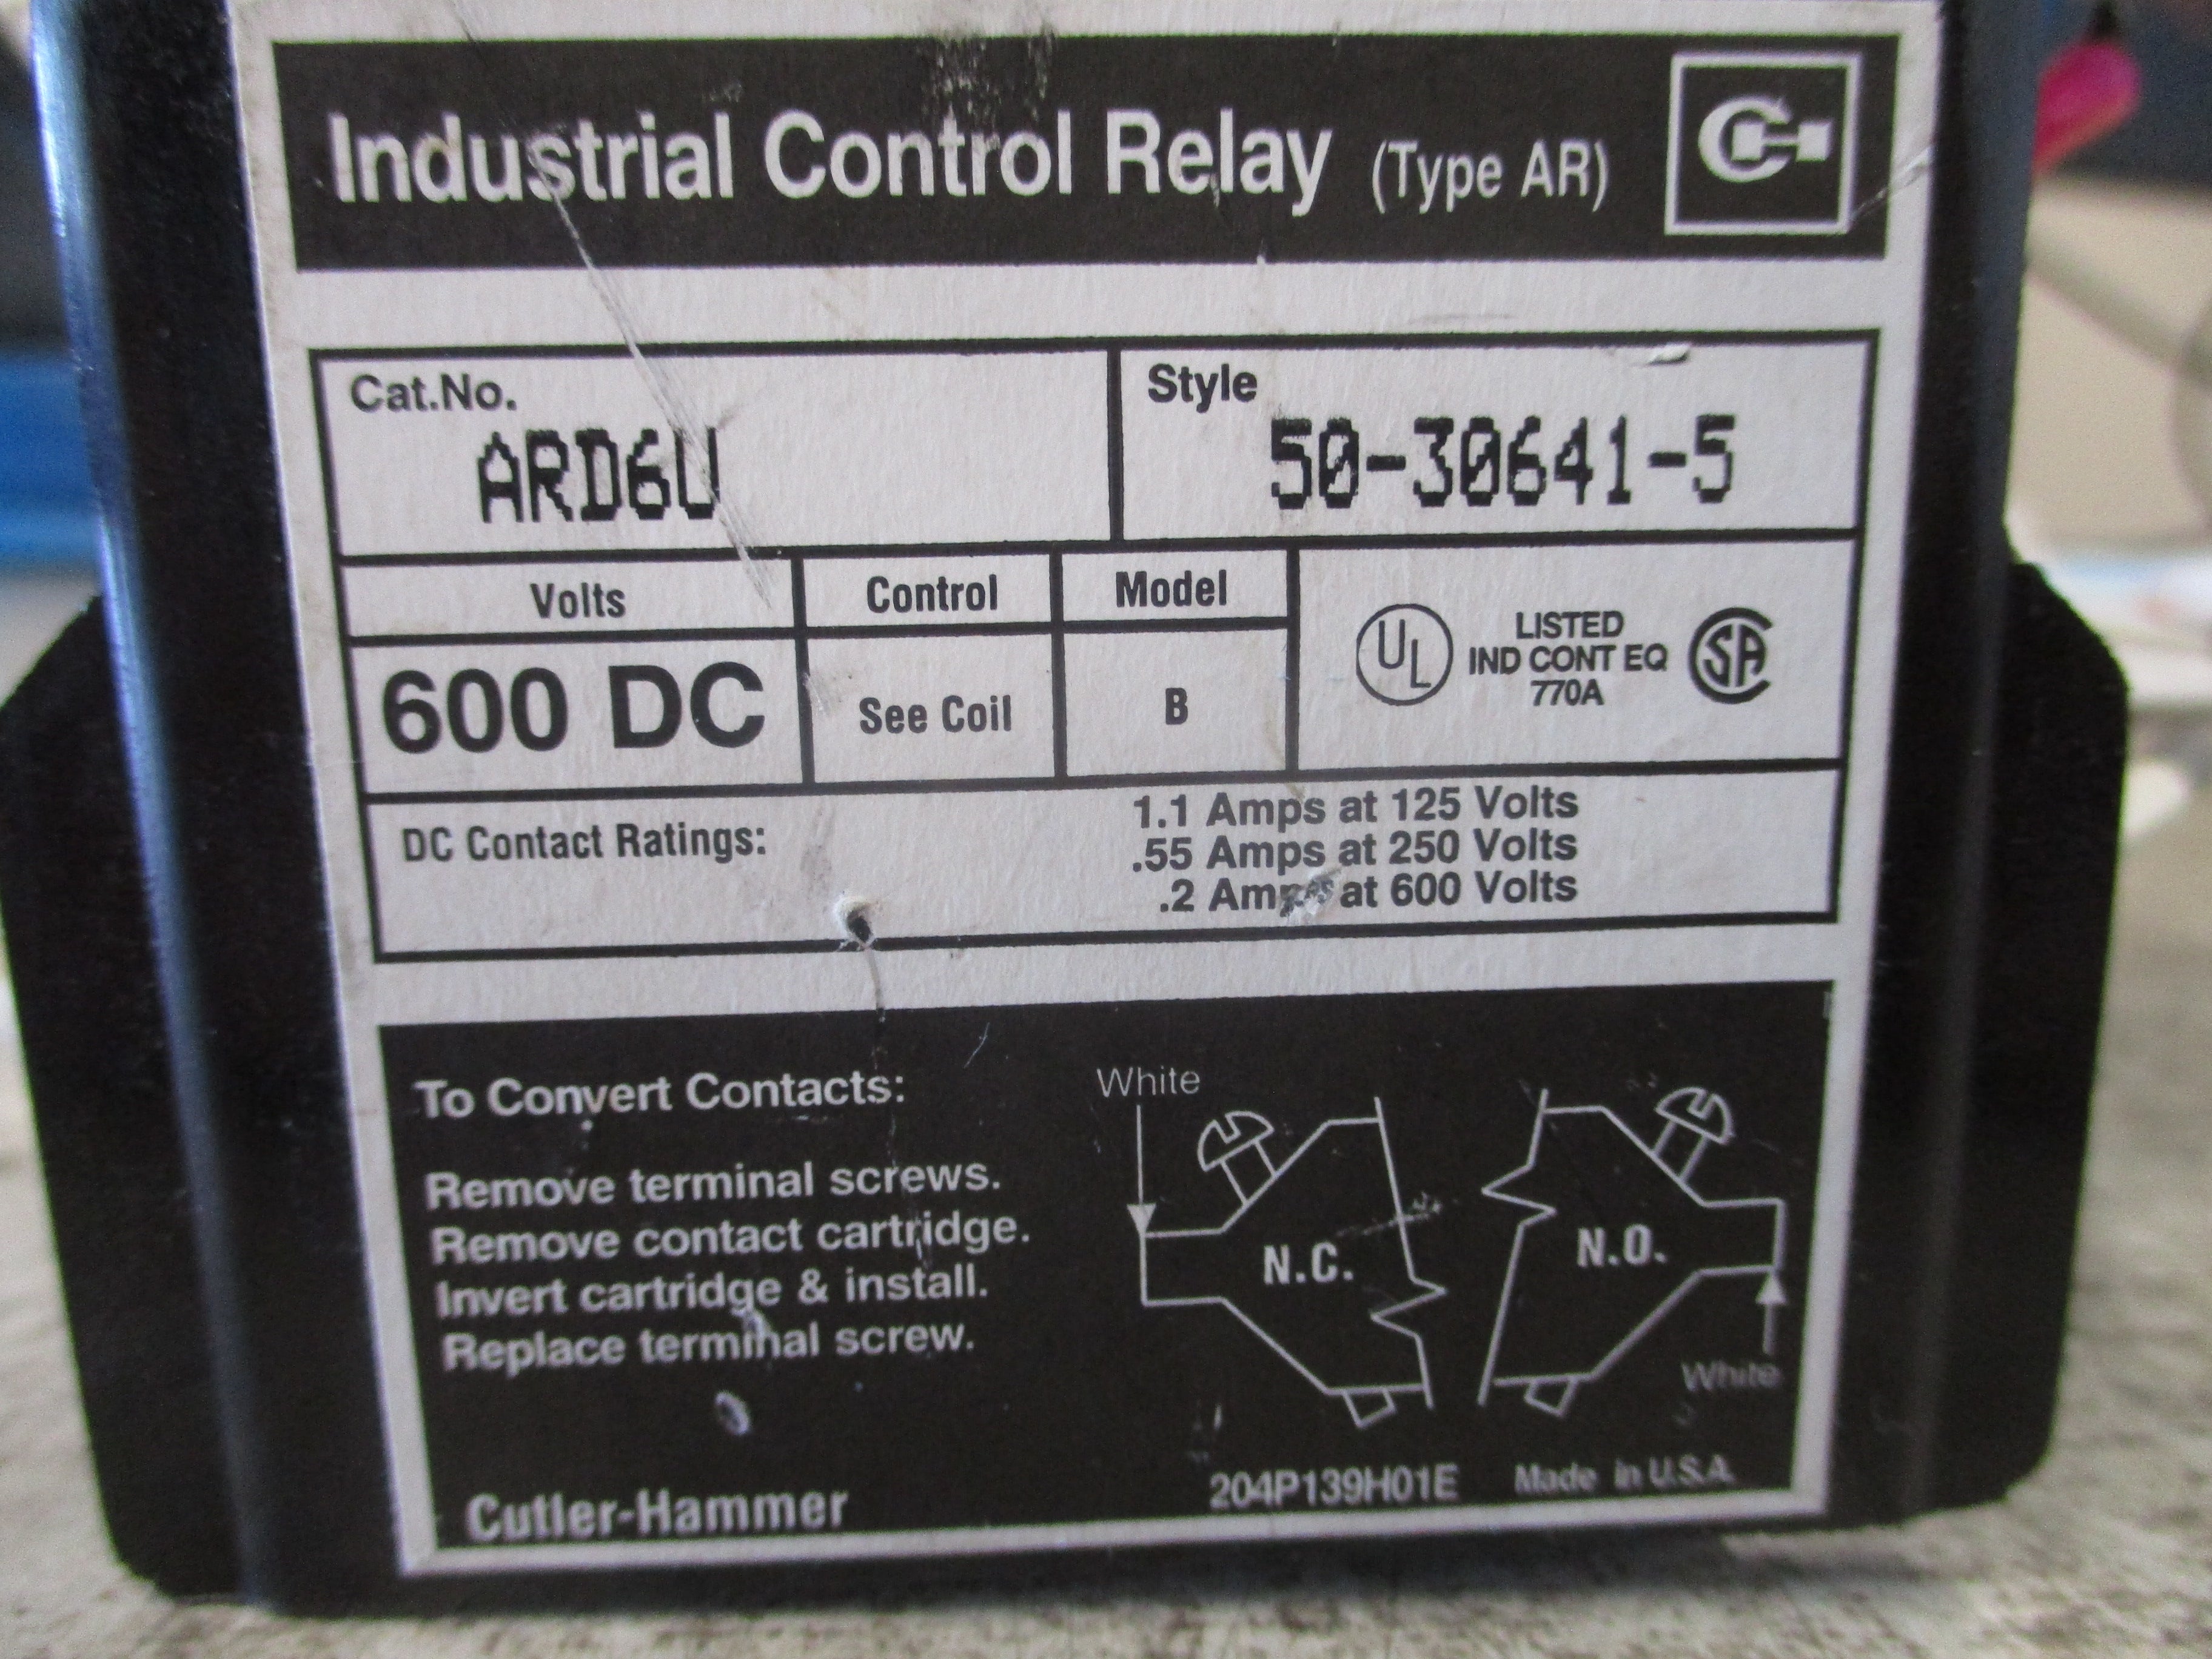 Industrial Control Relay (Type AR)
Cat.No.
ARD6U
Style
50-30641-5
Volts
Control
Model
600 DC
See Coil
B
UL
LISTED
IND CONT EQ
770A
SA
DC Contact Ratings:
1.1 Amps at 125 Volts
.55 Amps at 250 Volts
.2 Amps at 600 Volts
To Convert Contacts:
Remove terminal screws.
Remove contact cartridge.
Invert cartridge & install.
Replace terminal screw.
White
N.C.
N.O.
White
Cutler-Hammer
204P139H01E Made in U.S.A.